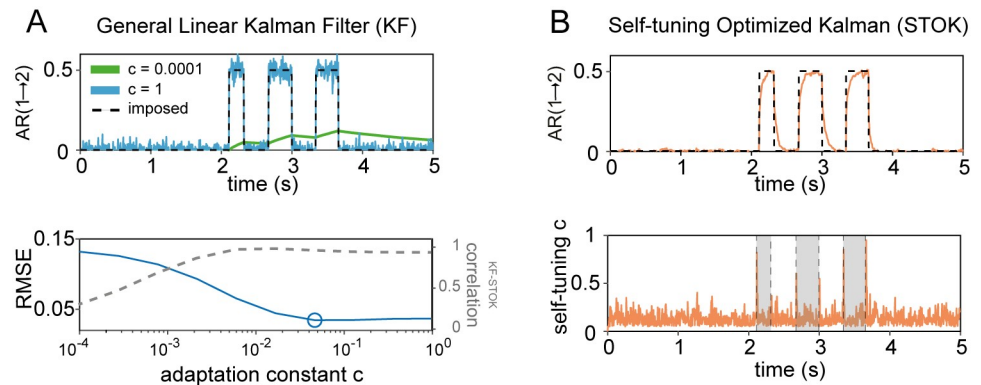 A
General Linear Kalman Filter (KF)
AR(1→2)
0.5
0
c = 0.0001
c = 1
imposed
0 1 2 3 4 5
time (s)
RMSE
0.15
0.05
1
0.5
0
correlation KF-STOK
10-4 10-3 10-2 10-1 100
adaptation constant c
B
Self-tuning Optimized Kalman (STOK)
AR(1→2)
0.5
0
0 1 2 3 4 5
time (s)
self-tuning c
1
0.5
0
0 1 2 3 4 5
time (s)